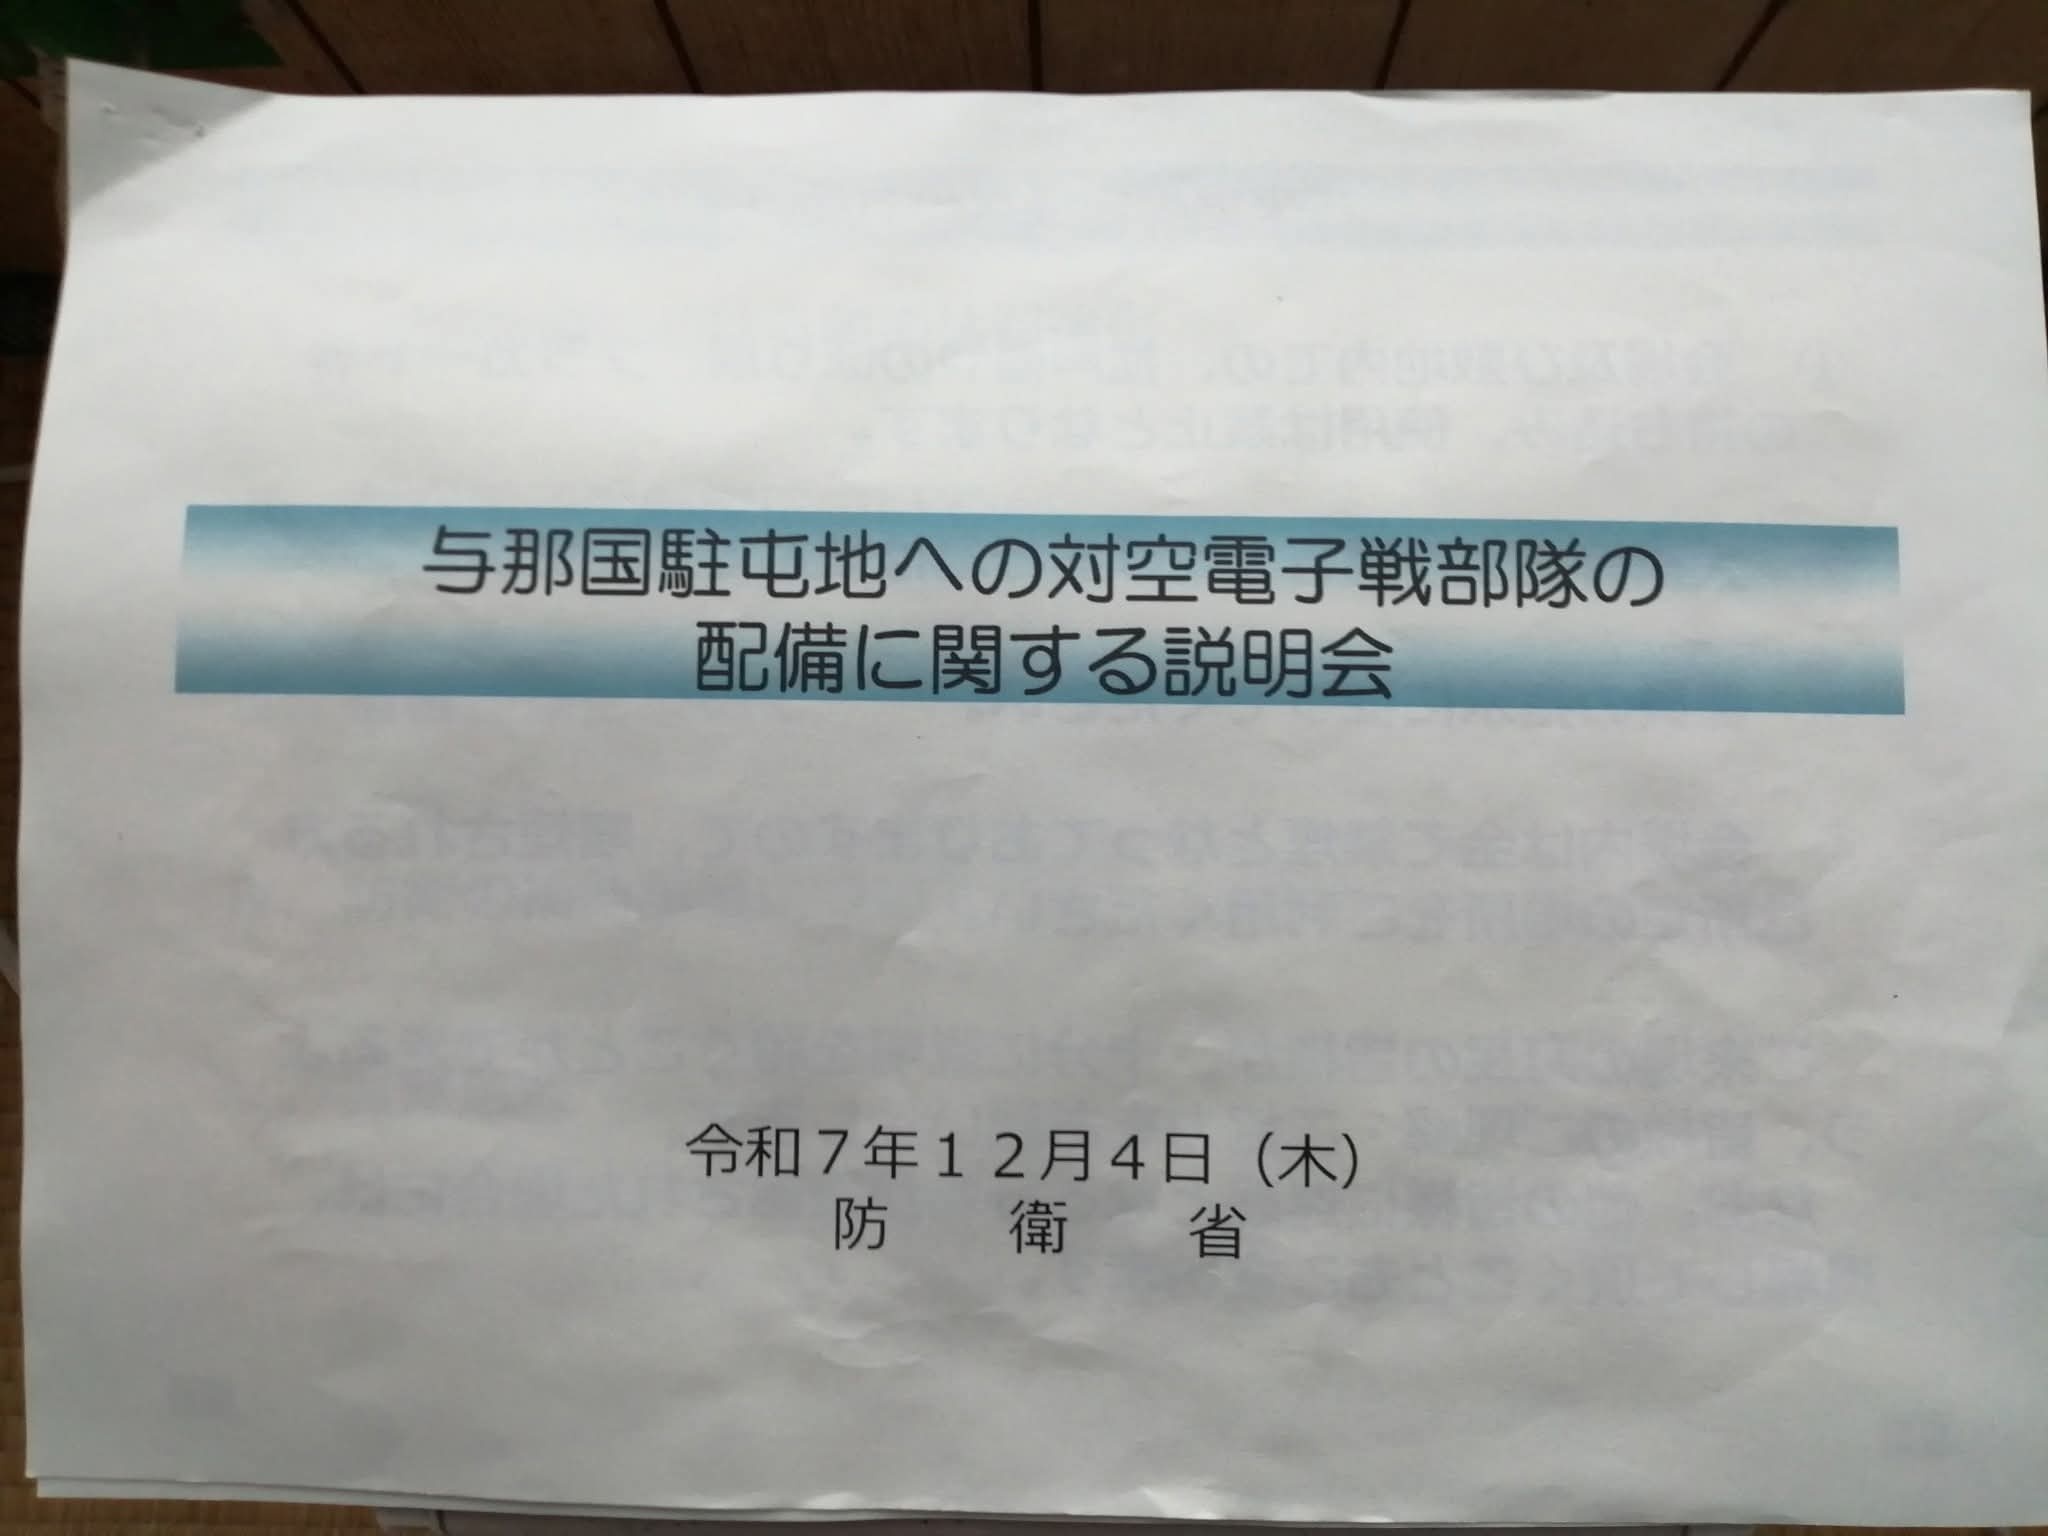 与那国駐屯地への対空電子戦部隊の
配備に関する説明会
令和７年１２月４日（木）
防　　衛　　省